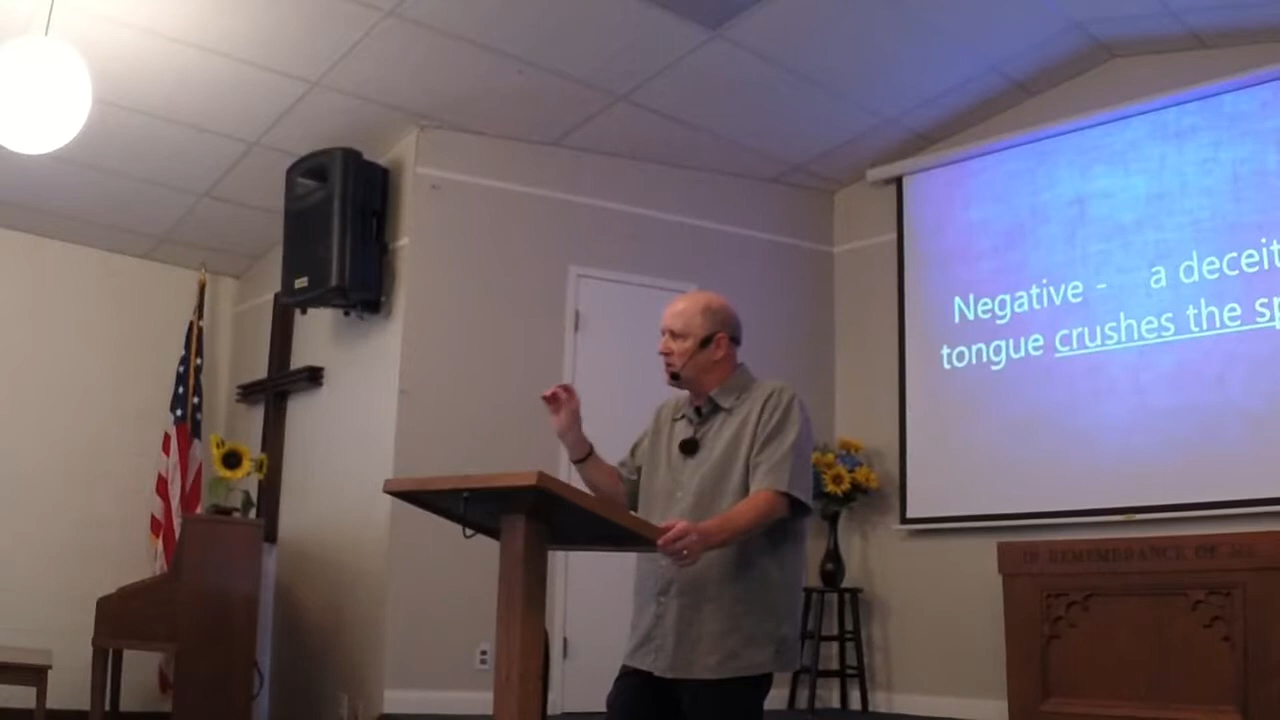 Negative - a deceit
tongue crushes the sp
IN REMEMBRANCE OF ME